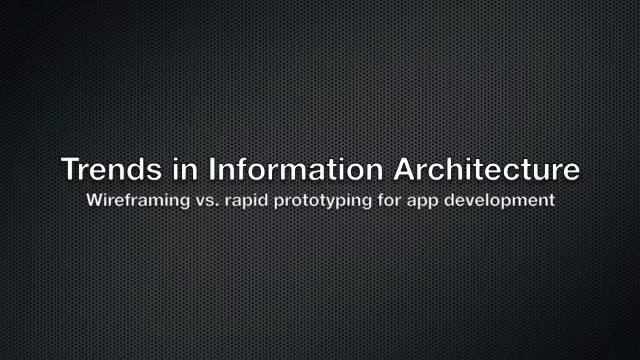 Trends in Information Architecture
Wireframing vs. rapid prototyping for app development